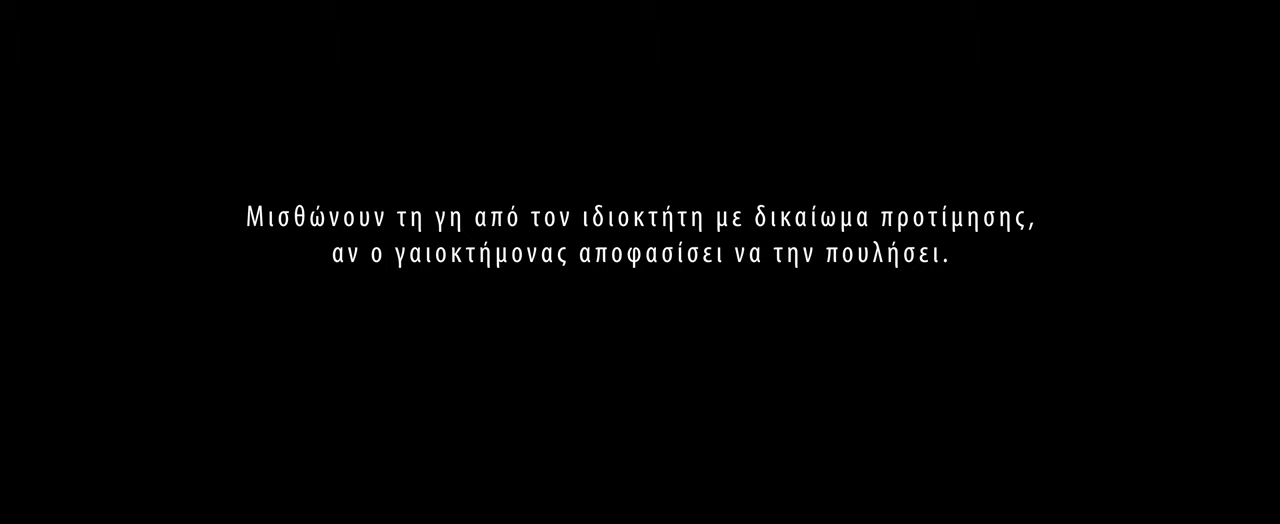 Μισθώνουν τη γη από τον ιδιοκτήτη με δικαίωμα προτίμησης,
αν ο γαιοκτήμονας αποφασίσει να την πουλήσει.